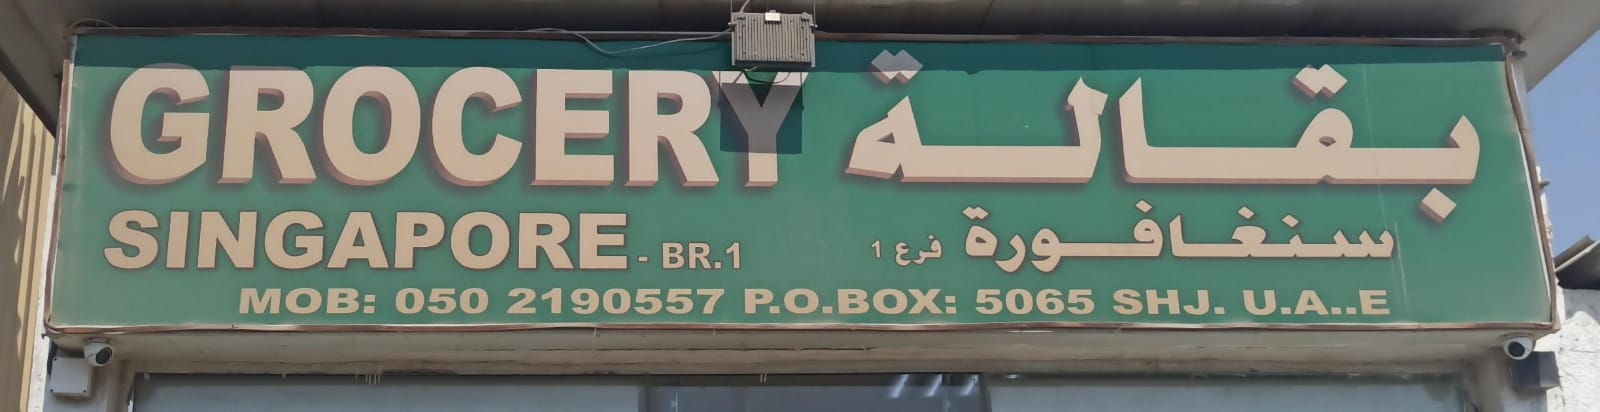 GROCERY بقالة
SINGAPORE - BR.1 سنغافورة فرع 1
MOB: 050 2190557 P.O.BOX: 5065 SHJ. U.A..E